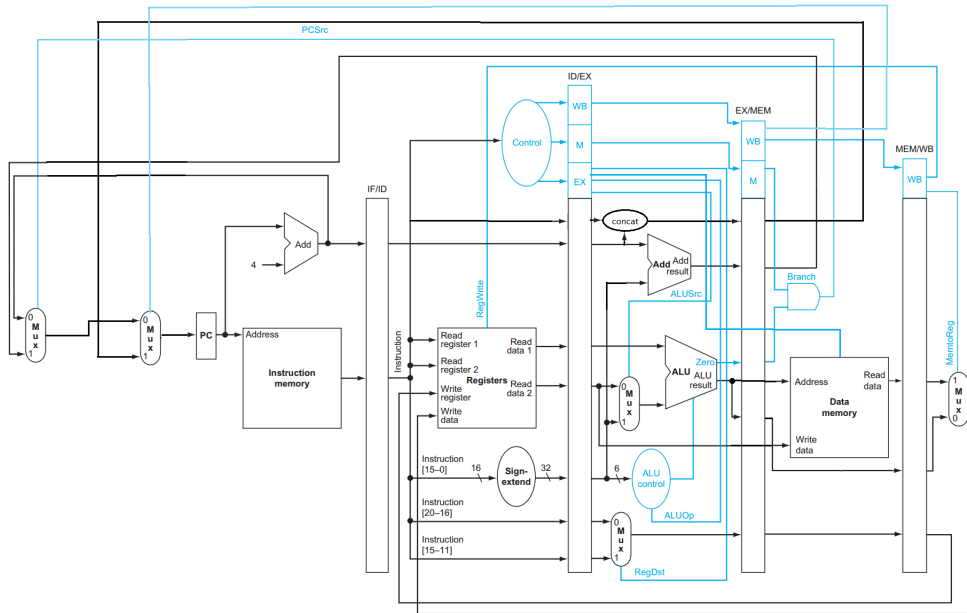 PCSrc
ID/EX
WB
EX/MEM
Control
M
WB
MEM/WB
EX
M
WB
IF/ID
concat
Add
4
Add
Add
result
Branch
RegWrite
ALUSrc
MemtoReg
0
M
u
x
1
0
M
u
x
1
PC
Address
Instruction
memory
Instruction
Read
register 1
Read
register 2
Write
register
Write
data
Registers
Read
data 1
Read
data 2
0
M
u
x
1
Zero
ALU
ALU
result
Address
Read
data
Data
memory
Write
data
1
M
u
x
0
Instruction
[15–0]
16
Sign-
extend
32
6
ALU
control
Instruction
[20–16]
ALUOp
Instruction
[15–11]
0
M
u
x
1
RegDst